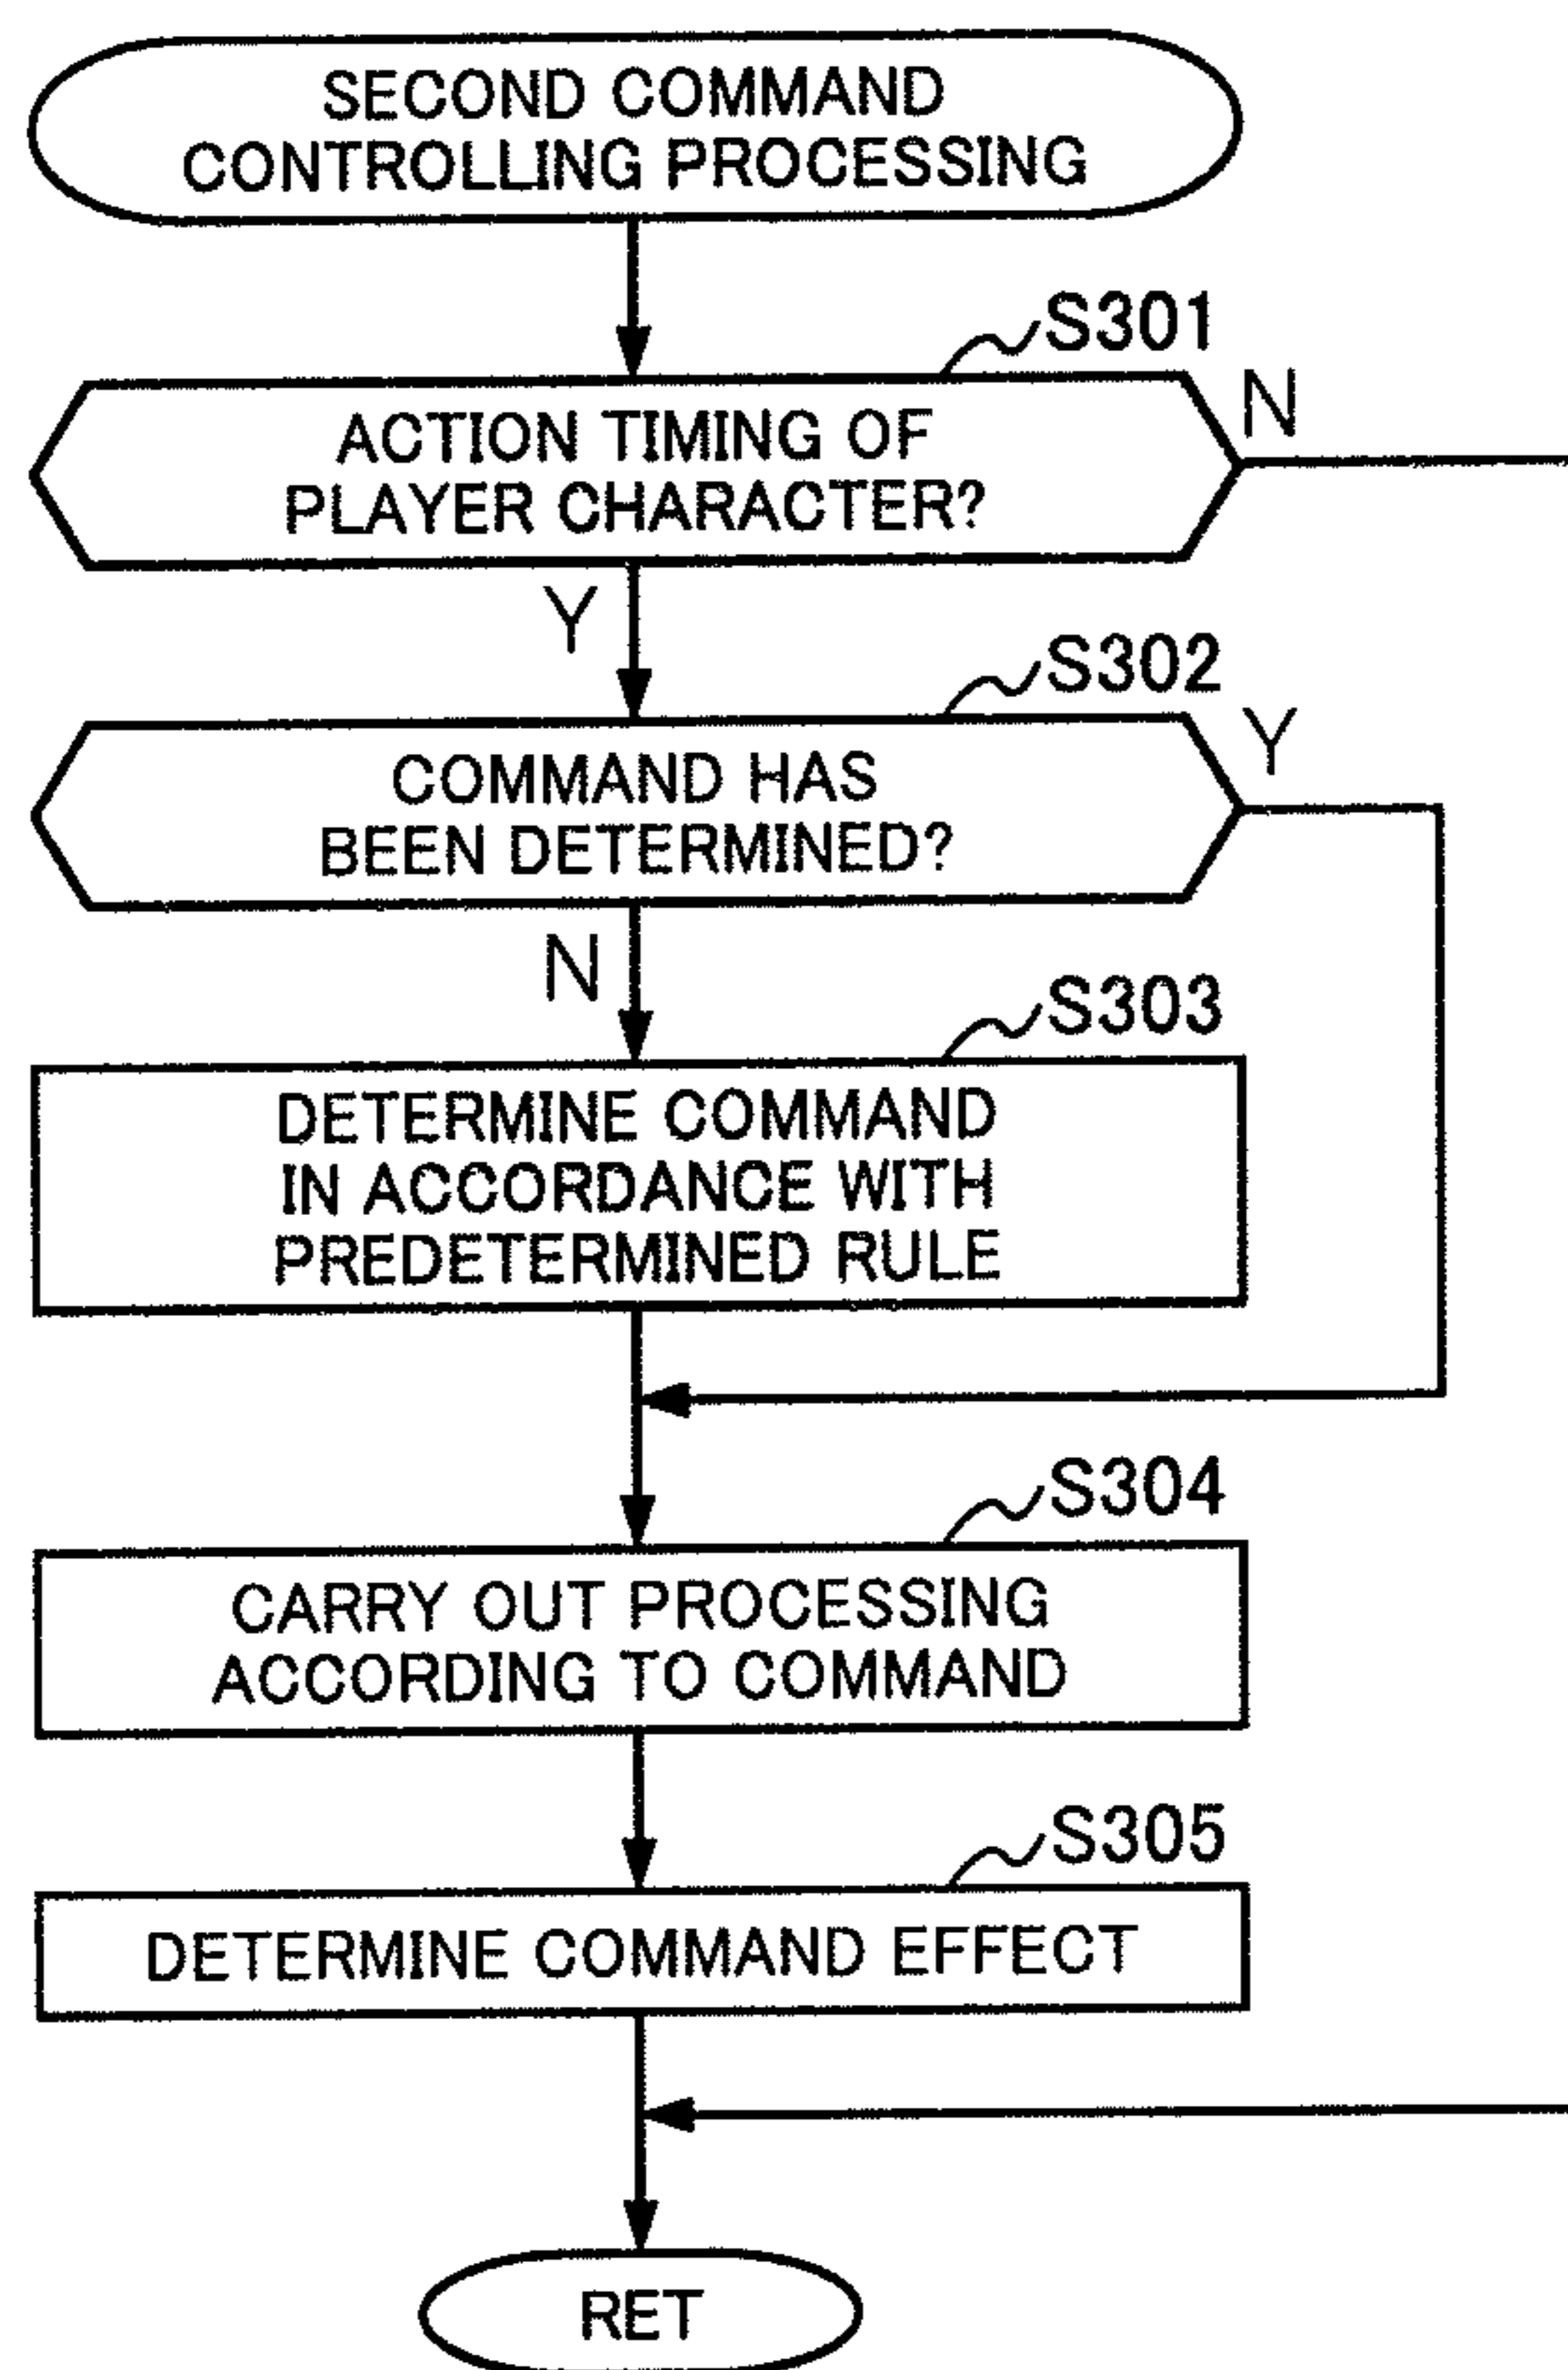 SECOND COMMAND
CONTROLLING PROCESSING
S301
N
ACTION TIMING OF
PLAYER CHARACTER?
Y
S302
Y
COMMAND HAS
BEEN DETERMINED?
N
S303
DETERMINE COMMAND
IN ACCORDANCE WITH
PREDETERMINED RULE
S304
CARRY OUT PROCESSING
ACCORDING TO COMMAND
S305
DETERMINE COMMAND EFFECT
RET